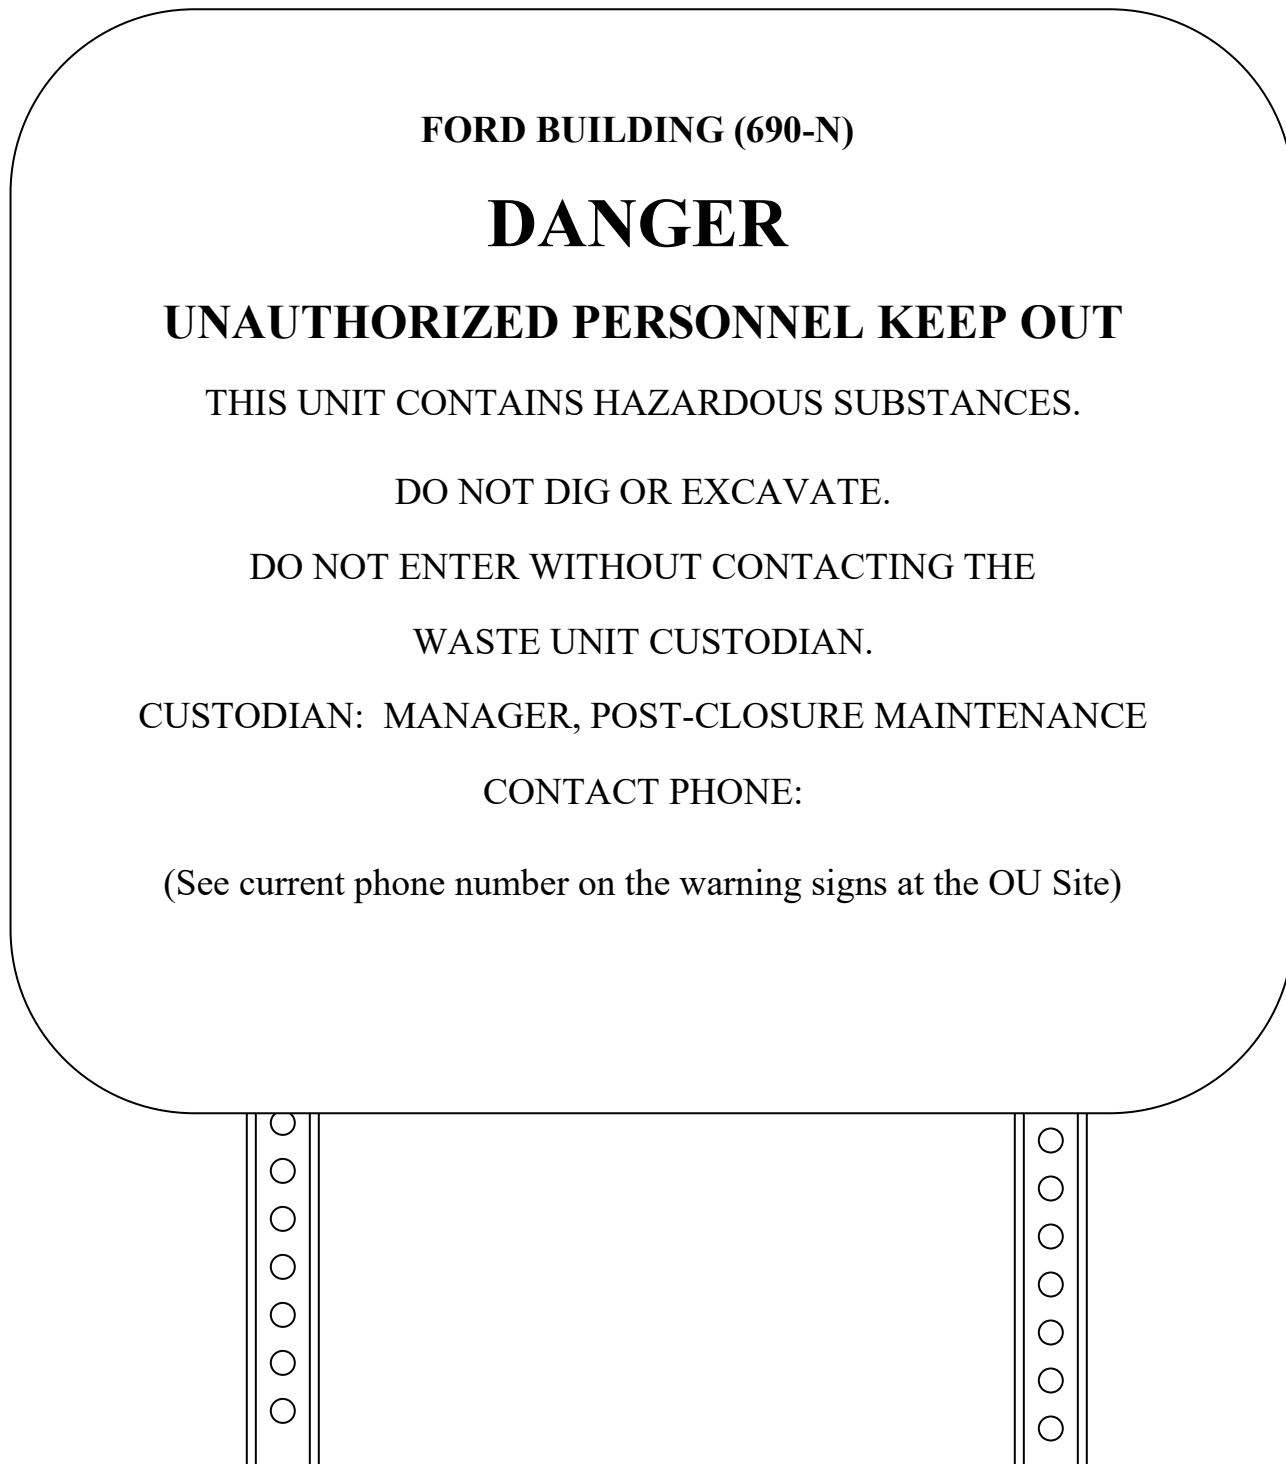 FORD BUILDING (690-N)
DANGER
UNAUTHORIZED PERSONNEL KEEP OUT
THIS UNIT CONTAINS HAZARDOUS SUBSTANCES.
DO NOT DIG OR EXCAVATE.
DO NOT ENTER WITHOUT CONTACTING THE
WASTE UNIT CUSTODIAN.
CUSTODIAN:  MANAGER, POST-CLOSURE MAINTENANCE
CONTACT PHONE:
(See current phone number on the warning signs at the OU Site)